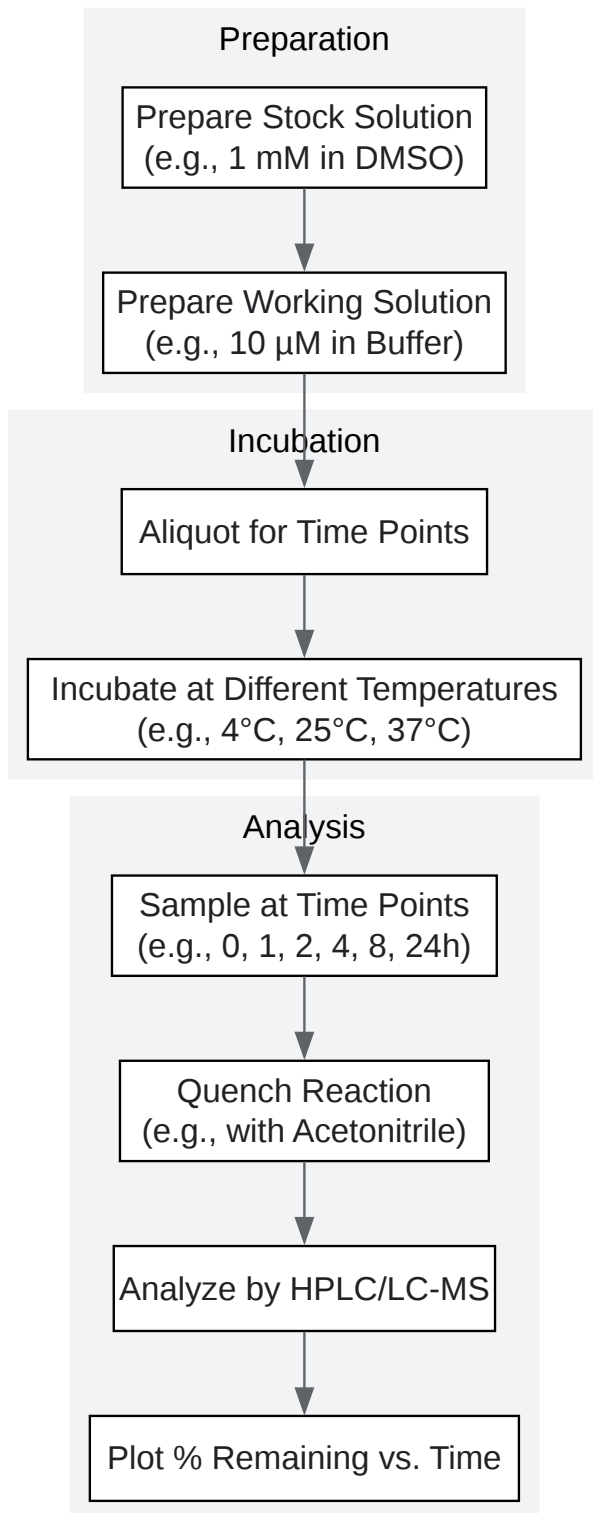 Preparation
Prepare Stock Solution
(e.g., 1 mM in DMSO)
Prepare Working Solution
(e.g., 10 µM in Buffer)
Incubation
Aliquot for Time Points
Incubate at Different Temperatures
(e.g., 4°C, 25°C, 37°C)
Analysis
Sample at Time Points
(e.g., 0, 1, 2, 4, 8, 24h)
Quench Reaction
(e.g., with Acetonitrile)
Analyze by HPLC/LC-MS
Plot % Remaining vs. Time